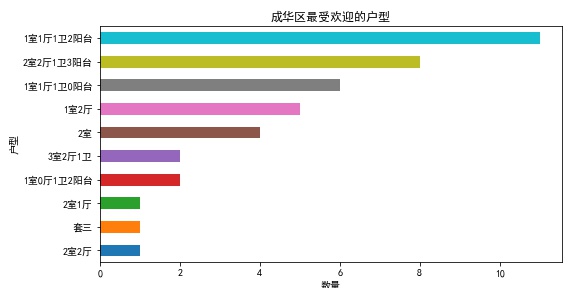 成华区最受欢迎的户型
1室1厅1卫2阳台
2室2厅1卫3阳台
1室1厅1卫0阳台
1室2厅
2室
3室2厅1卫
1室0厅1卫2阳台
2室1厅
套三
2室2厅
户型
0 2 4 6 8 10
数量